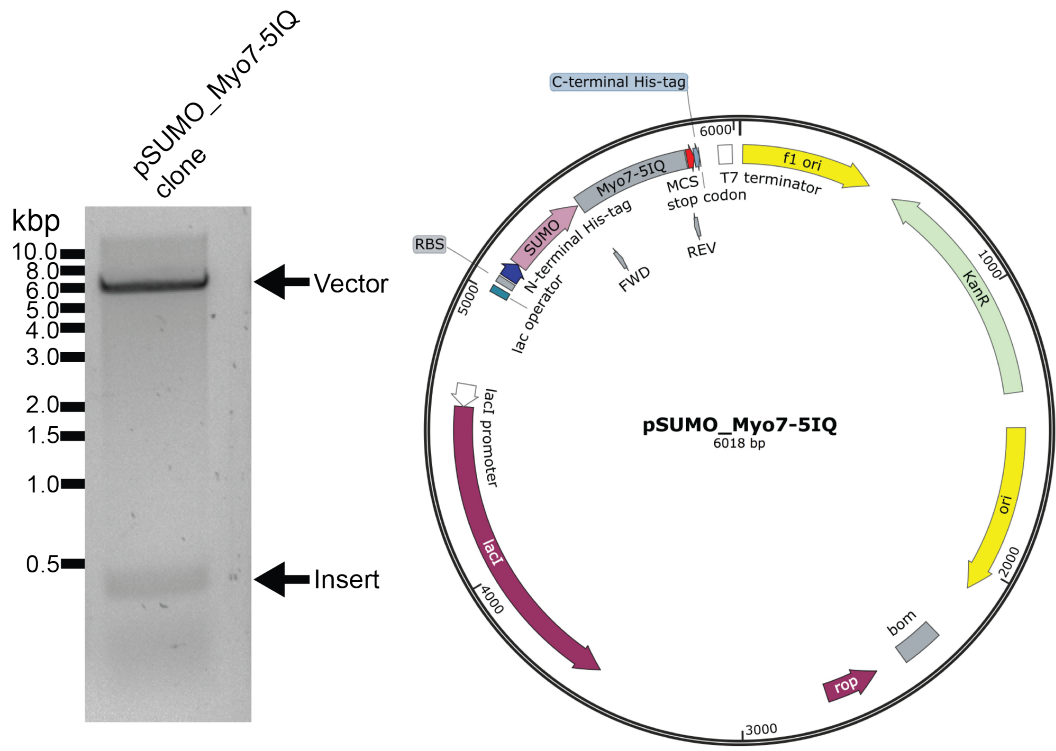 pSUMO_Myo7-5IQ
clone
kbp
10.0
8.0
6.0
5.0
4.0
3.0
2.0
1.5
1.0
0.5
Vector
Insert
C-terminal His-tag
6000
f1 ori
T7 terminator
Myo7-5IQ
MCS
stop codon
REV
FWD
SUMO
N-terminal His-tag
RBS
lac operator
5000
KanR
1000
lacI promoter
pSUMO_Myo7-5IQ
6018 bp
ori
2000
lacI
4000
bom
rop
3000